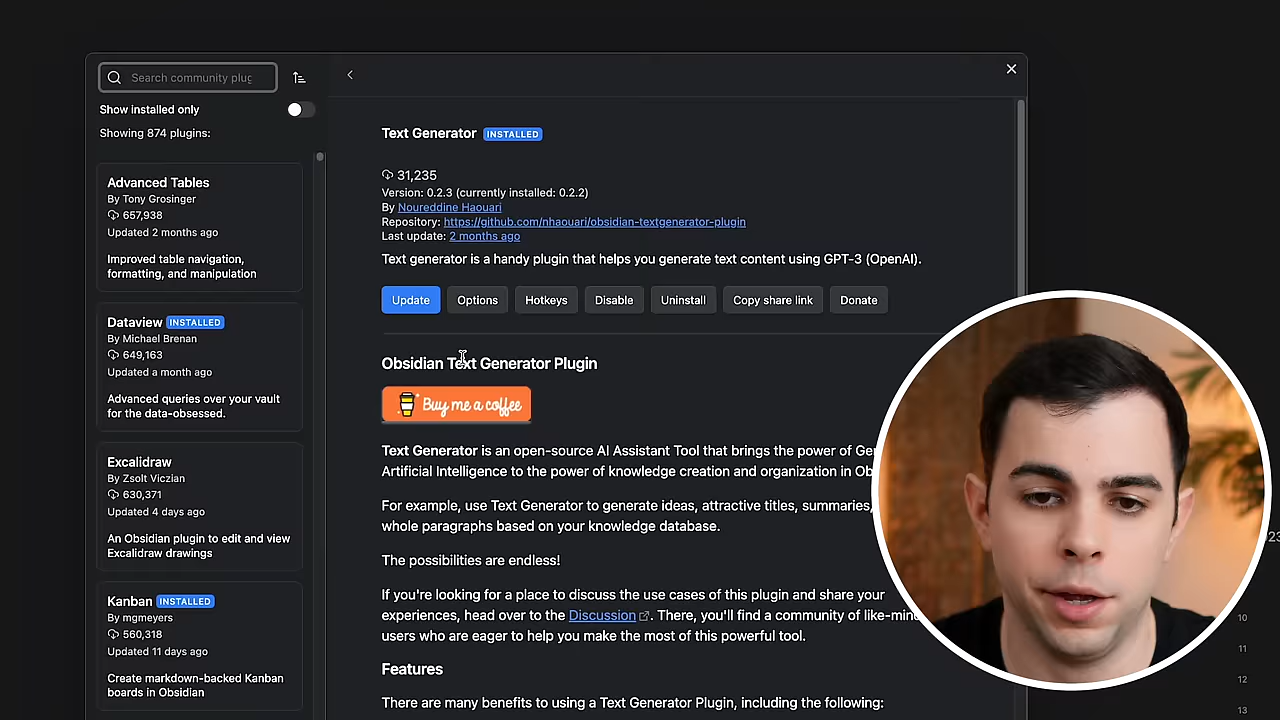 Search community plug
Show installed only
Showing 874 plugins:
Advanced Tables
By Tony Grosinger
657,938
Updated 2 months ago
Improved table navigation,
formatting, and manipulation
Dataview INSTALLED
By Michael Brenan
649,163
Updated a month ago
Advanced queries over your vault
for the data-obsessed.
Excalidraw
By Zsolt Viczian
630,371
Updated 4 days ago
An Obsidian plugin to edit and view
Excalidraw drawings
Kanban INSTALLED
By mgmeyers
560,318
Updated 11 days ago
Create markdown-backed Kanban
boards in Obsidian
Text Generator INSTALLED
31,235
Version: 0.2.3 (currently installed: 0.2.2)
By Noureddine Haouari
Repository: https://github.com/nhaouari/obsidian-textgenerator-plugin
Last update: 2 months ago
Text generator is a handy plugin that helps you generate text content using GPT-3 (OpenAI).
Update Options Hotkeys Disable Uninstall Copy share link Donate
Obsidian Text Generator Plugin
Buy me a coffee
Text Generator is an open-source AI Assistant Tool that brings the power of Ge
Artificial Intelligence to the power of knowledge creation and organization in Ob
For example, use Text Generator to generate ideas, attractive titles, summaries,
whole paragraphs based on your knowledge database.
The possibilities are endless!
If you're looking for a place to discuss the use cases of this plugin and share your
experiences, head over to the Discussion. There, you'll find a community of like-min
users who are eager to help you make the most of this powerful tool.
Features
There are many benefits to using a Text Generator Plugin, including the following:
23
10
11
12
13